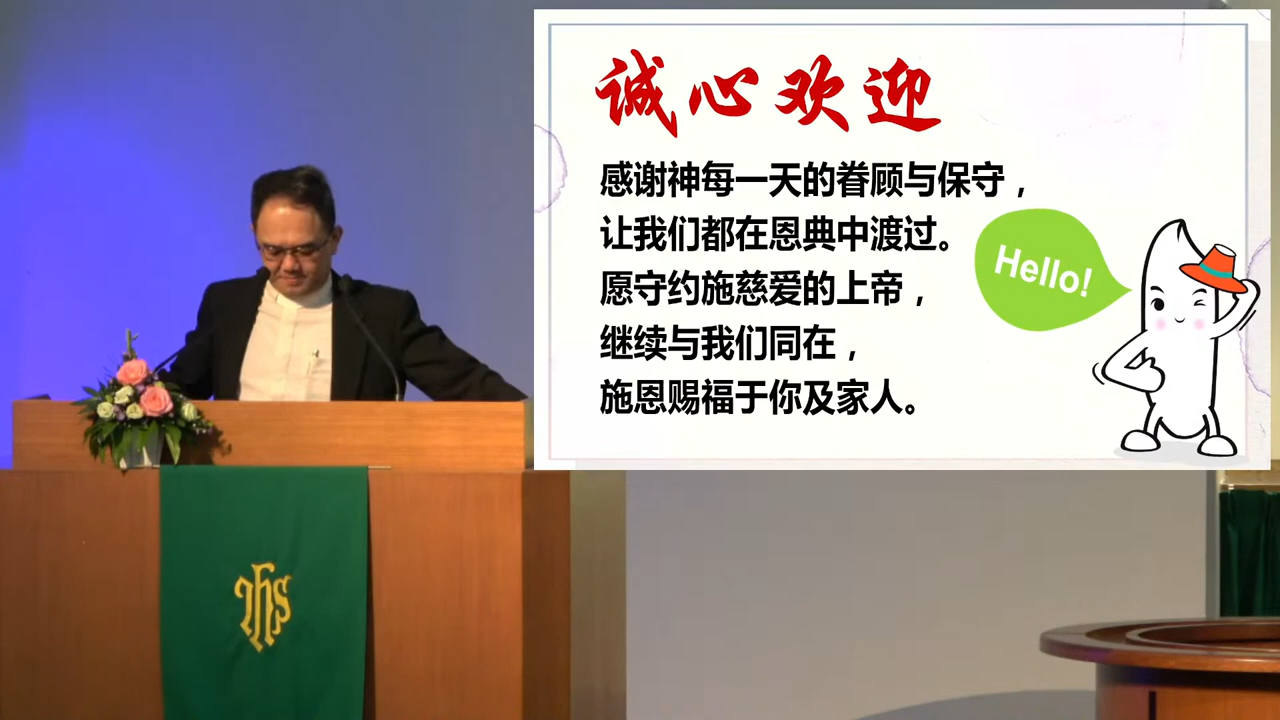 诚心欢迎
感谢神每一天的眷顾与保守，
让我们都在恩典中渡过。
愿守约施慈爱的上帝，
继续与我们同在，
施恩赐福于你及家人。
Hello!
IHS